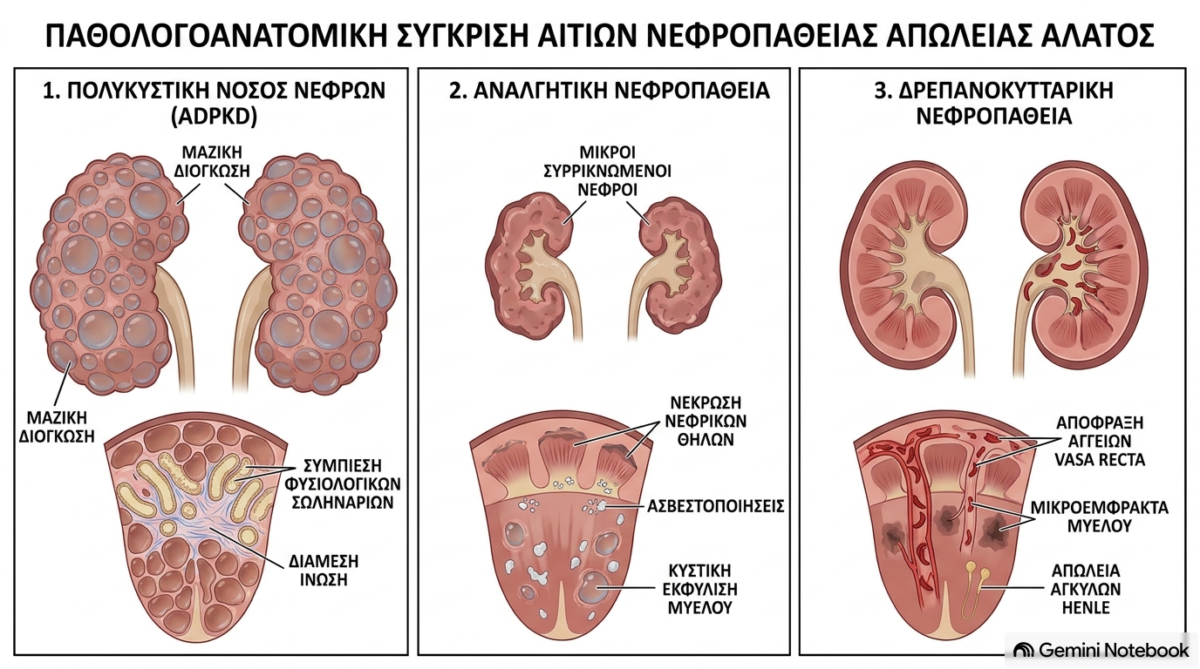 ΠΑΘΟΛΟΓΟΑΝΑΤΟΜΙΚΗ ΣΥΓΚΡΙΣΗ ΑΙΤΙΩΝ ΝΕΦΡΟΠΑΘΕΙΑΣ ΑΠΩΛΕΙΑΣ ΑΛΑΤΟΣ
1. ΠΟΛΥΚΥΣΤΙΚΗ ΝΟΣΟΣ ΝΕΦΡΩΝ
(ADPKD)
ΜΑΖΙΚΗ
ΔΙΟΓΚΩΣΗ
ΜΑΖΙΚΗ
ΔΙΟΓΚΩΣΗ
ΣΥΜΠΙΕΣΗ
ΦΥΣΙΟΛΟΓΙΚΩΝ
ΣΩΛΗΝΑΡΙΩΝ
ΔΙΑΜΕΣΗ
ΙΝΩΣΗ
2. ΑΝΑΛΓΗΤΙΚΗ ΝΕΦΡΟΠΑΘΕΙΑ
ΜΙΚΡΟΙ
ΣΥΡΡΙΚΝΩΜΕΝΟΙ
ΝΕΦΡΟΙ
ΝΕΚΡΩΣΗ
ΝΕΦΡΙΚΩΝ
ΘΗΛΩΝ
ΑΣΒΕΣΤΟΠΟΙΗΣΕΙΣ
ΚΥΣΤΙΚΗ
ΕΚΦΥΛΙΣΗ
ΜΥΕΛΟΥ
3. ΔΡΕΠΑΝΟΚΥΤΤΑΡΙΚΗ
ΝΕΦΡΟΠΑΘΕΙΑ
ΑΠΟΦΡΑΞΗ
ΑΓΓΕΙΩΝ
VASA RECTA
ΜΙΚΡΟΕΜΦΡΑΚΤΑ
ΜΥΕΛΟΥ
ΑΠΩΛΕΙΑ
ΑΓΚΥΛΩΝ
HENLE
Gemini Notebook